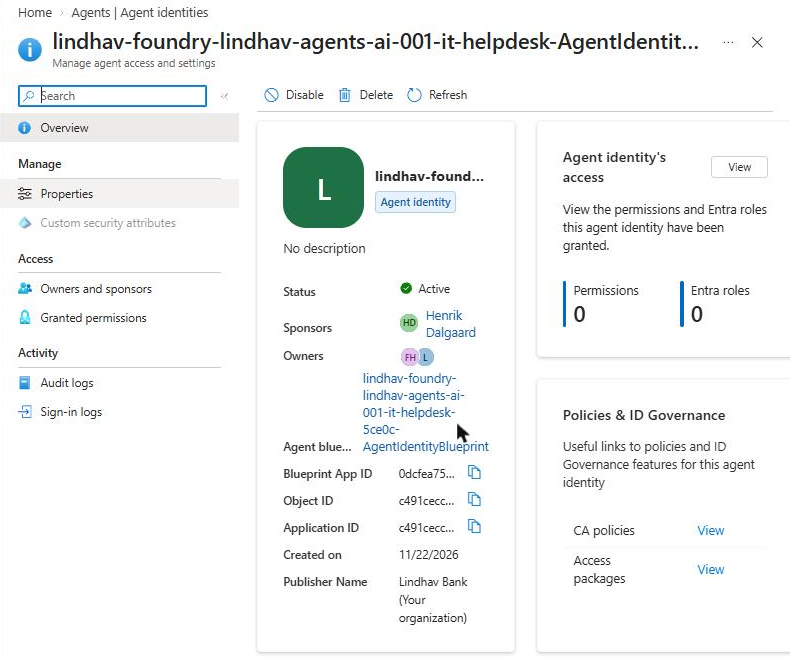 Home › Agents | Agent identities
lindhav-foundry-lindhav-agents-ai-001-it-helpdesk-AgentIdentit... ...
Manage agent access and settings
Search «
Disable Delete Refresh
Overview
Manage
Properties
Custom security attributes
Access
Owners and sponsors
Granted permissions
Activity
Audit logs
Sign-in logs
L
lindhav-found...
Agent identity
No description
Status Active
Sponsors HD Henrik
Dalgaard
Owners FH L
lindhav-foundry-
lindhav-agents-ai-
001-it-helpdesk-
5ce0c-
Agent blue... AgentIdentityBlueprint
Blueprint App ID 0dcfea75...
Object ID c491cecc...
Application ID c491cecc...
Created on 11/22/2026
Publisher Name Lindhav Bank
(Your
organization)
Agent identity's
access
View
View the permissions and Entra roles
this agent identity have been
granted.
Permissions Entra roles
0 0
Policies & ID Governance
Useful links to policies and ID
Governance features for this agent
identity
CA policies View
Access
packages View